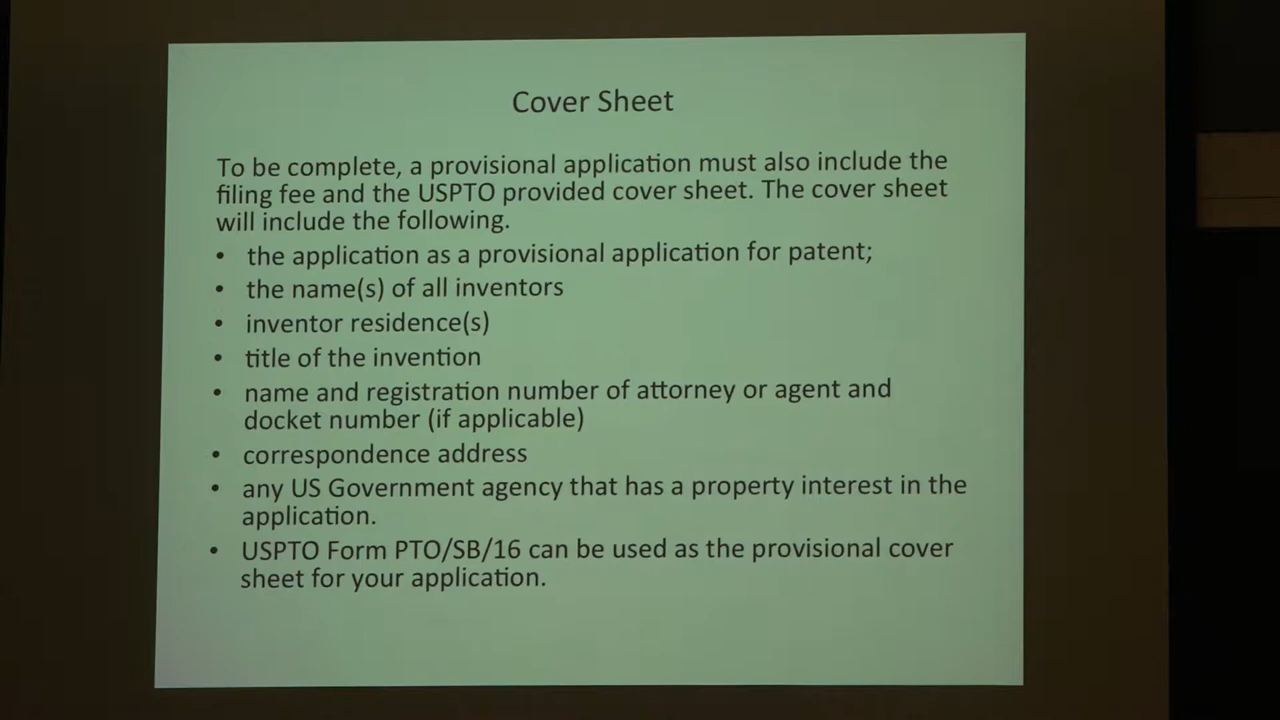 Cover Sheet
To be complete, a provisional application must also include the
filing fee and the USPTO provided cover sheet. The cover sheet
will include the following.
• the application as a provisional application for patent;
• the name(s) of all inventors
• inventor residence(s)
• title of the invention
• name and registration number of attorney or agent and
docket number (if applicable)
• correspondence address
• any US Government agency that has a property interest in the
application.
• USPTO Form PTO/SB/16 can be used as the provisional cover
sheet for your application.